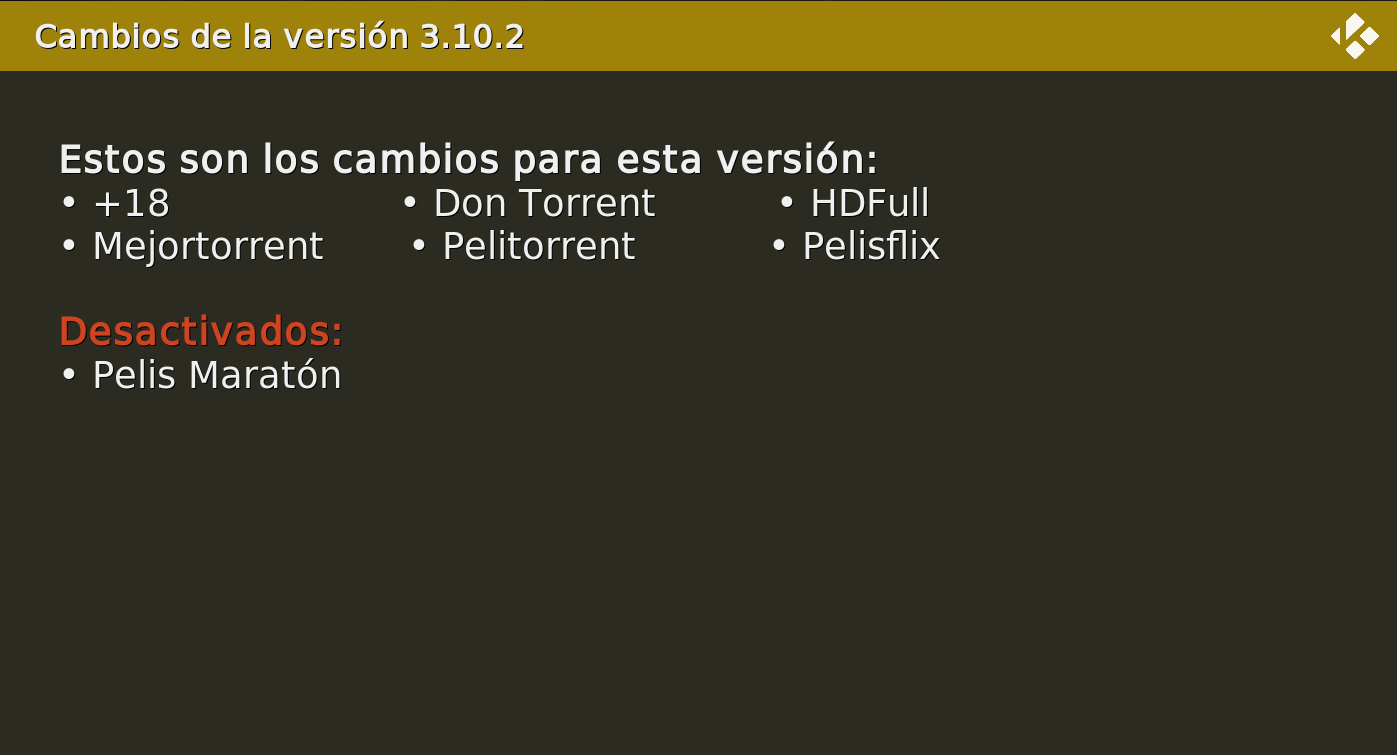 Cambios de la versión 3.10.2
Estos son los cambios para esta versión:
• +18 • Don Torrent • HDFull
• Mejortorrent • Pelitorrent • Pelisflix
Desactivados:
• Pelis Maratón